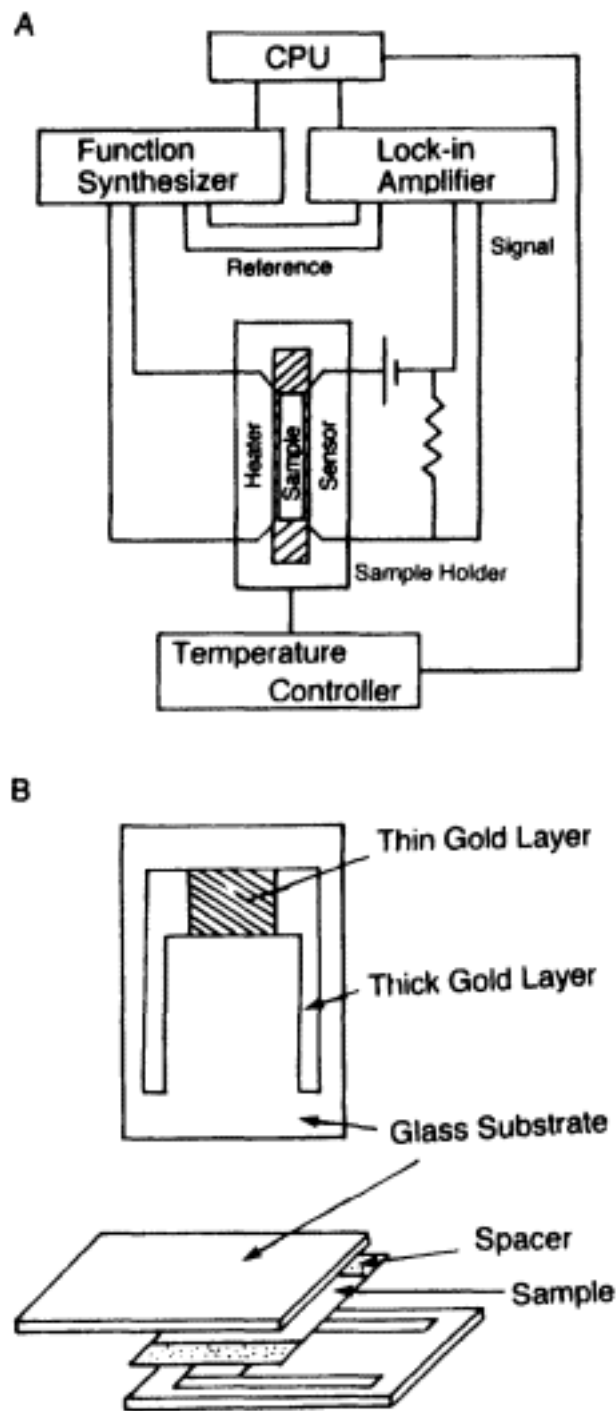 A
CPU
Function
Synthesizer
Lock-in
Amplifier
Reference
Signal
Heater
Sample
Sensor
Sample Holder
Temperature
Controller
B
Thin Gold Layer
Thick Gold Layer
Glass Substrate
Spacer
Sample